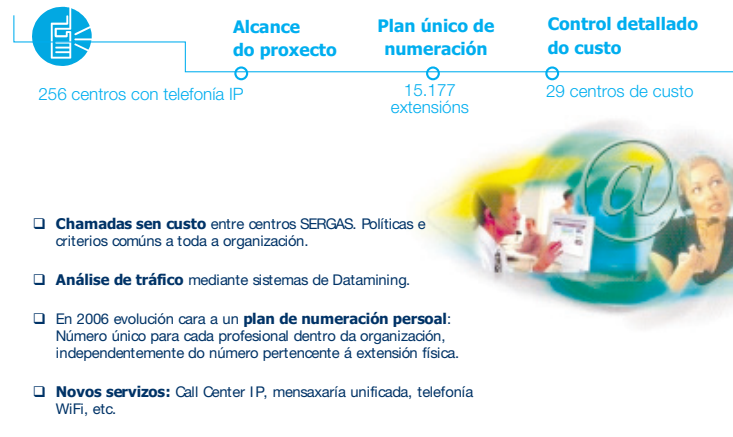 Alcance
do proxecto
Plan único de
numeración
Control detallado
do custo
256 centros con telefonía IP
15.177
extensións
29 centros de custo
@
❑ Chamadas sen custo entre centros SERGAS. Políticas e
criterios comúns a toda a organización.
❑ Análise de tráfico mediante sistemas de Datamining.
❑ En 2006 evolución cara a un plan de numeración persoal:
Número único para cada profesional dentro da organización,
independentemente do número pertencente á extensión física.
❑ Novos servizos: Call Center IP, mensaxaría unificada, telefonía
WiFi, etc.